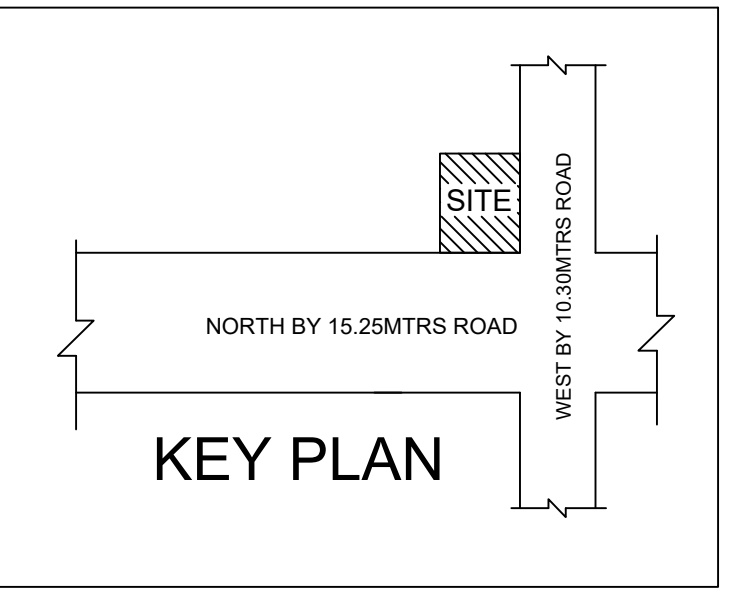 SITE
NORTH BY 15.25MTRS ROAD
WEST BY 10.30MTRS ROAD
KEY PLAN